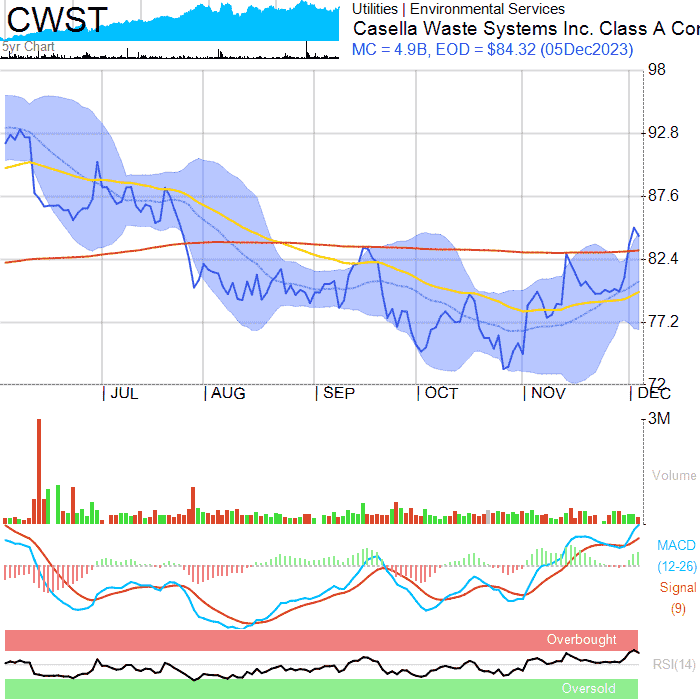 CWST
5yr Chart
Utilities | Environmental Services
Casella Waste Systems Inc. Class A Cor
MC = 4.9B, EOD = $84.32 (05Dec2023)
98
92.8
87.6
82.4
77.2
72
| JUL | AUG | SEP | OCT | NOV | DEC
3M
Volume
MACD
(12-26)
Signal
(9)
Overbought
RSI(14)
Oversold